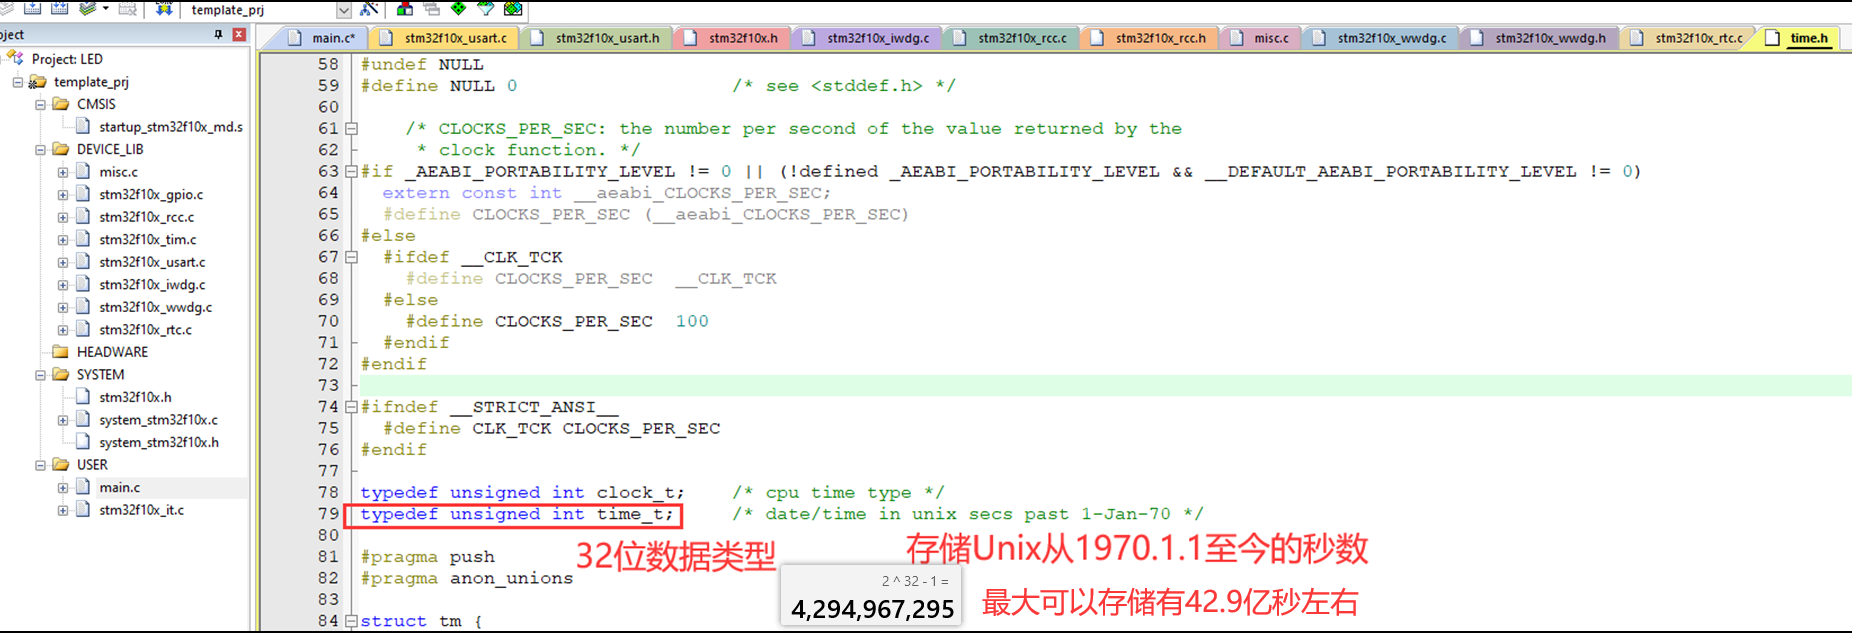 template_prj
ject
main.c*
stm32f10x_usart.c
stm32f10x_usart.h
stm32f10x.h
stm32f10x_iwdg.c
stm32f10x_rcc.c
stm32f10x_rcc.h
misc.c
stm32f10x_wwdg.c
stm32f10x_wwdg.h
stm32f10x_rtc.c
time.h
Project: LED
template_prj
CMSIS
startup_stm32f10x_md.s
DEVICE_LIB
misc.c
stm32f10x_gpio.c
stm32f10x_rcc.c
stm32f10x_tim.c
stm32f10x_usart.c
stm32f10x_iwdg.c
stm32f10x_wwdg.c
stm32f10x_rtc.c
HEADWARE
SYSTEM
stm32f10x.h
system_stm32f10x.c
system_stm32f10x.h
USER
main.c
stm32f10x_it.c
58 #undef NULL
59 #define NULL 0 /* see <stddef.h> */
60
61 /* CLOCKS_PER_SEC: the number per second of the value returned by the
62 * clock function. */
63 #if _AEABI_PORTABILITY_LEVEL != 0 || (!defined _AEABI_PORTABILITY_LEVEL && __DEFAULT_AEABI_PORTABILITY_LEVEL != 0)
64 extern const int __aeabi_CLOCKS_PER_SEC;
65 #define CLOCKS_PER_SEC (__aeabi_CLOCKS_PER_SEC)
66 #else
67 #ifdef __CLK_TCK
68 #define CLOCKS_PER_SEC __CLK_TCK
69 #else
70 #define CLOCKS_PER_SEC 100
71 #endif
72 #endif
73
74 #ifndef __STRICT_ANSI__
75 #define CLK_TCK CLOCKS_PER_SEC
76 #endif
77
78 typedef unsigned int clock_t; /* cpu time type */
79 typedef unsigned int time_t; /* date/time in unix secs past 1-Jan-70 */
80
81 #pragma push
82 #pragma anon_unions
83
84 struct tm {
32位数据类型
存储Unix从1970.1.1至今的秒数
2 ^ 32 - 1 =
4,294,967,295
最大可以存储有42.9亿秒左右